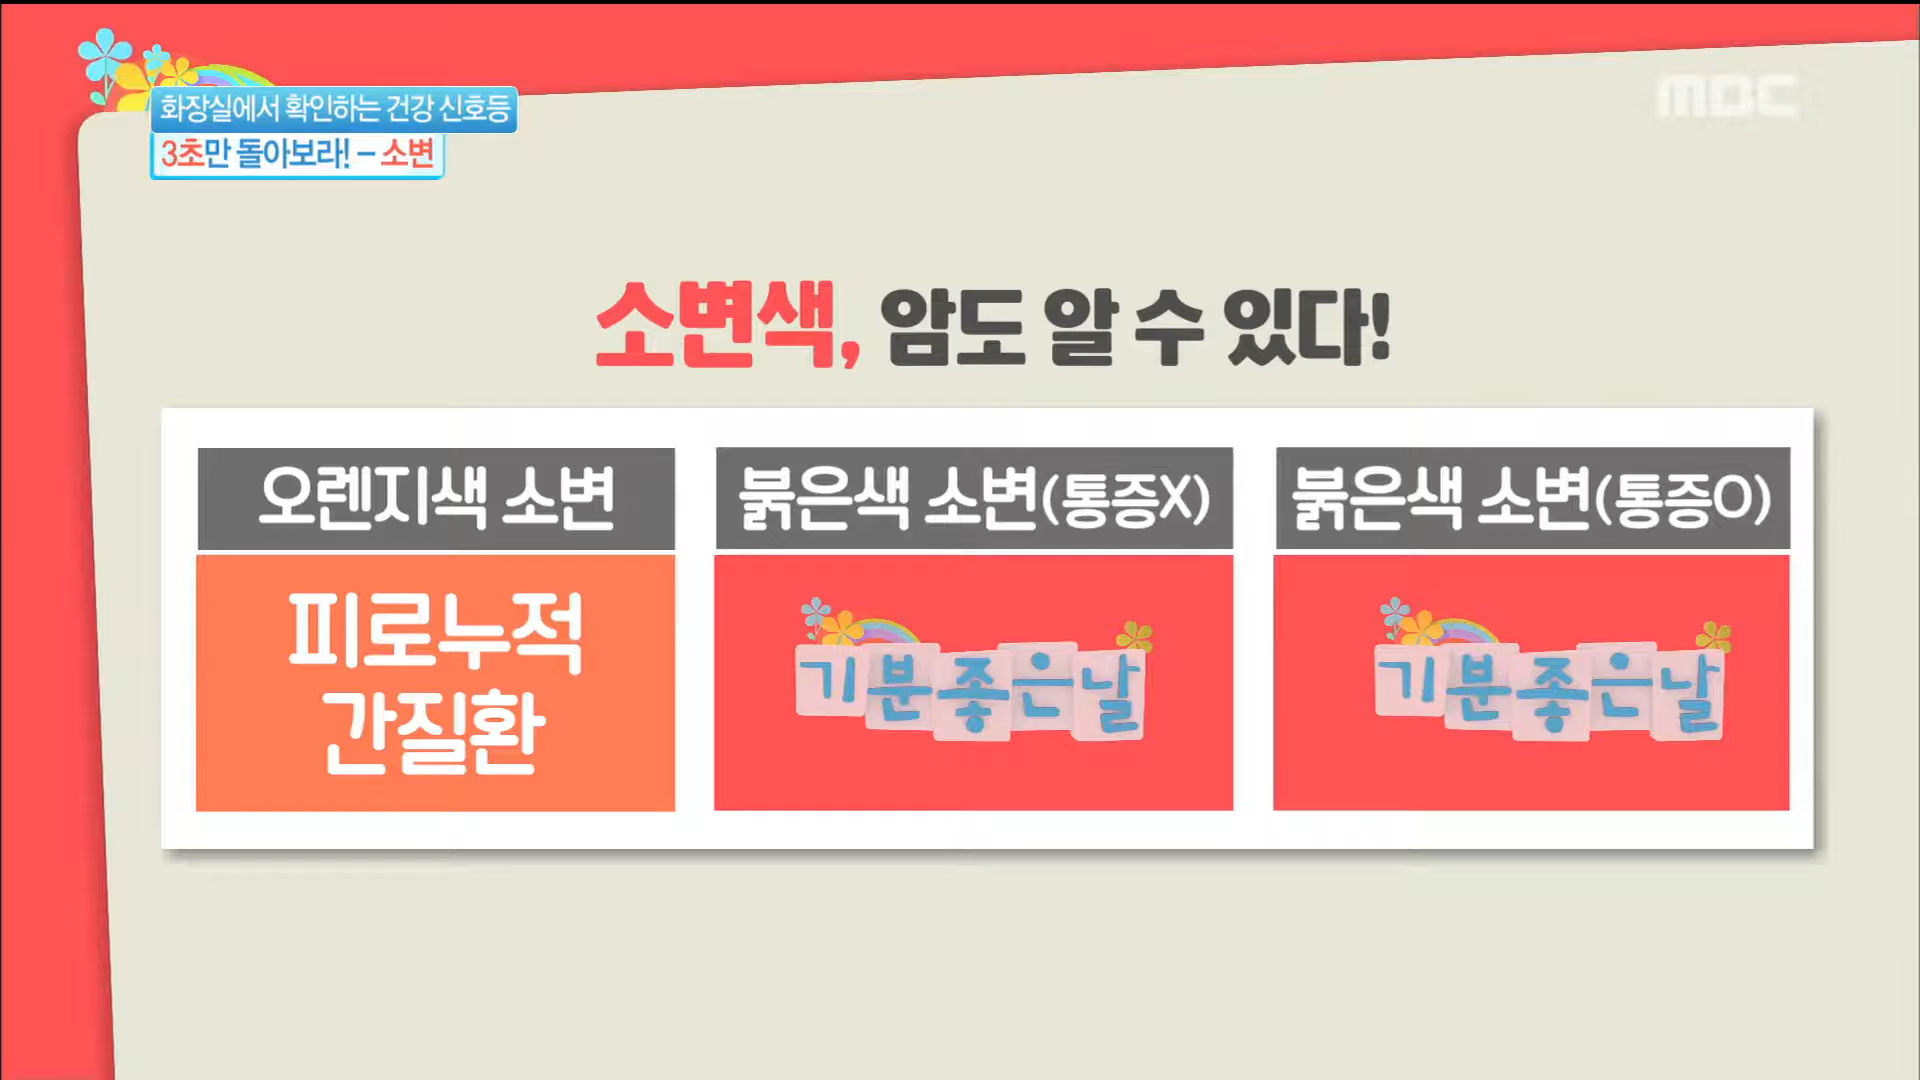 화장실에서 확인하는 건강 신호등
3초만 돌아보라! - 소변
MBC
소변색, 암도 알 수 있다!
오렌지색 소변
피로누적
간질환
붉은색 소변(통증X)
기분좋은날
붉은색 소변(통증O)
기분좋은날